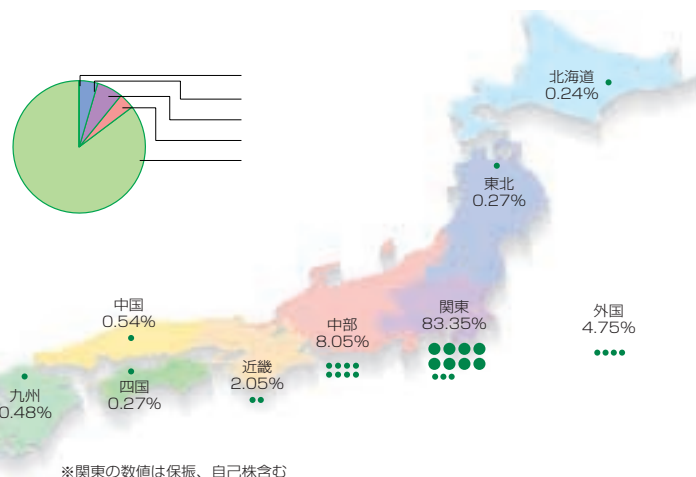 北海道
0.24%
東北
0.27%
中国
0.54%
中部
8.05%
関東
83.35%
外国
4.75%
近畿
2.05%
九州
0.48%
四国
0.27%
※関東の数値は保振、自己株含む